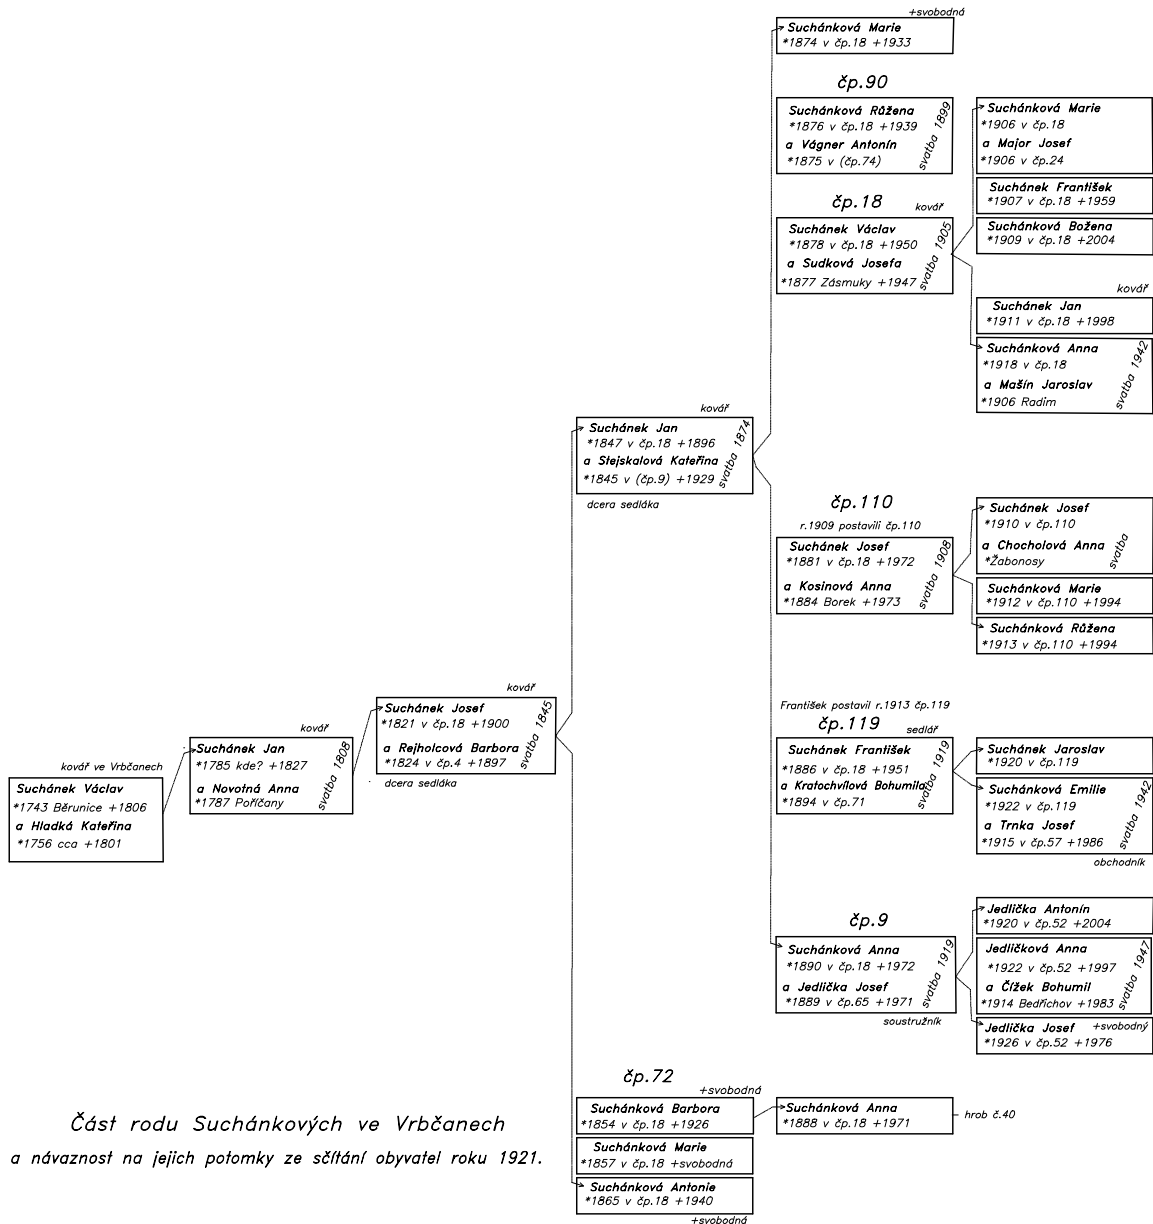 kovář ve Vrbčanech
Suchánek Václav
*1743 Běrunice +1806
a Hladká Kateřina
*1756 cca +1801
kovář
Suchánek Jan
*1785 kde? +1827
a Novotná Anna
*1787 Poříčany
svatba 1808
kovář
Suchánek Josef
*1821 v čp.18 +1900
a Rejholcová Barbora
*1824 v čp.4 +1897
svatba 1845
dcera sedláka
kovář
Suchánek Jan
*1847 v čp.18 +1896
a Stejskalová Kateřina
*1845 v (čp.9) +1929
svatba 1874
dcera sedláka
+svobodná
Suchánková Marie
*1874 v čp.18 +1933
čp.90
Suchánková Růžena
*1876 v čp.18 +1939
a Vágner Antonín
*1875 v (čp.74)
svatba 1899
čp.18
kovář
Suchánek Václav
*1878 v čp.18 +1950
a Sudková Josefa
*1877 Zásmuky +1947
svatba 1905
Suchánková Marie
*1906 v čp.18
a Major Josef
*1906 v čp.24
Suchánek František
*1907 v čp.18 +1959
Suchánková Božena
*1909 v čp.18 +2004
kovář
Suchánek Jan
*1911 v čp.18 +1998
Suchánková Anna
*1918 v čp.18
a Mašín Jaroslav
*1906 Radim
svatba 1942
čp.110
r.1909 postavili čp.110
Suchánek Josef
*1881 v čp.18 +1972
a Kosinová Anna
*1884 Borek +1973
svatba 1908
Suchánek Josef
*1910 v čp.110
a Chocholová Anna
*Žabonosy
svatba
Suchánková Marie
*1912 v čp.110 +1994
Suchánková Růžena
*1913 v čp.110 +1994
František postavil r.1913 čp.119
čp.119
sedlář
Suchánek František
*1886 v čp.18 +1951
a Kratochvílová Bohumila
*1894 v čp.71
svatba 1919
Suchánek Jaroslav
*1920 v čp.119
Suchánková Emilie
*1922 v čp.119
a Trnka Josef
*1915 v čp.57 +1986
svatba 1942
obchodník
čp.9
Suchánková Anna
*1890 v čp.18 +1972
a Jedlička Josef
*1889 v čp.65 +1971
svatba 1919
soustružník
Jedlička Antonín
*1920 v čp.52 +2004
Jedličková Anna
*1922 v čp.52 +1997
a Čížek Bohumil
*1914 Bedřichov +1983
svatba 1947
Jedlička Josef +svobodný
*1926 v čp.52 +1976
čp.72
+svobodná
Suchánková Barbora
*1854 v čp.18 +1926
Suchánková Anna
*1888 v čp.18 +1971
hrob č.40
Suchánková Marie
*1857 v čp.18 +svobodná
Suchánková Antonie
*1865 v čp.18 +1940
+svobodná
Část rodu Suchánkových ve Vrbčanech
a návaznost na jejich potomky ze sčítání obyvatel roku 1921.